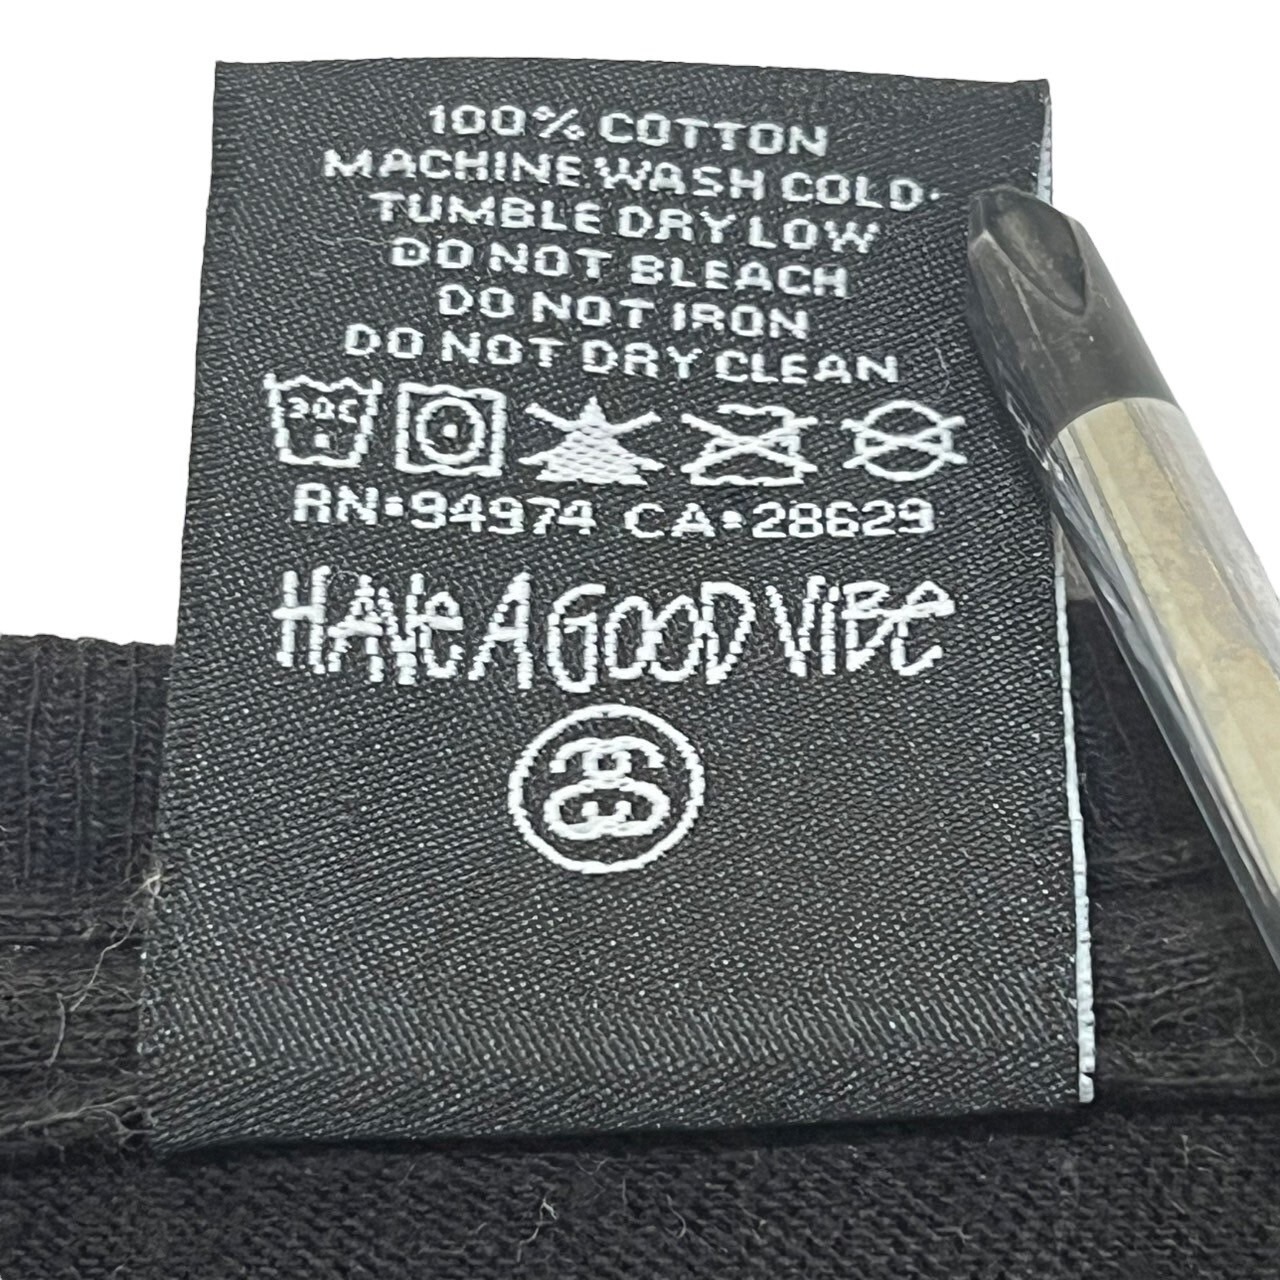 100% COTTON
MACHINE WASH COLD.
TUMBLE DRY LOW
DO NOT BLEACH
DO NOT IRON
DO NOT DRY CLEAN
30C
RN•94974 CA•28629
HAVE A GOOD VIBE